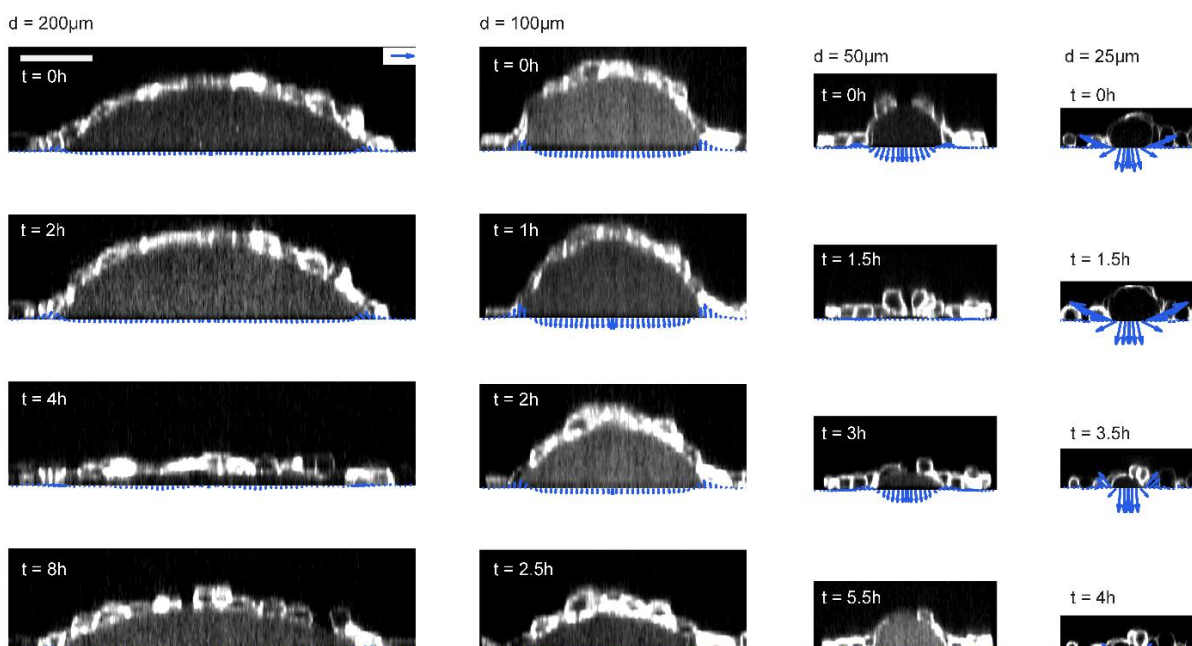 d = 200µm
d = 100µm
d = 50µm
d = 25µm
t = 0h
t = 0h
t = 0h
t = 0h
t = 2h
t = 1h
t = 1.5h
t = 1.5h
t = 4h
t = 2h
t = 3h
t = 3.5h
t = 8h
t = 2.5h
t = 5.5h
t = 4h